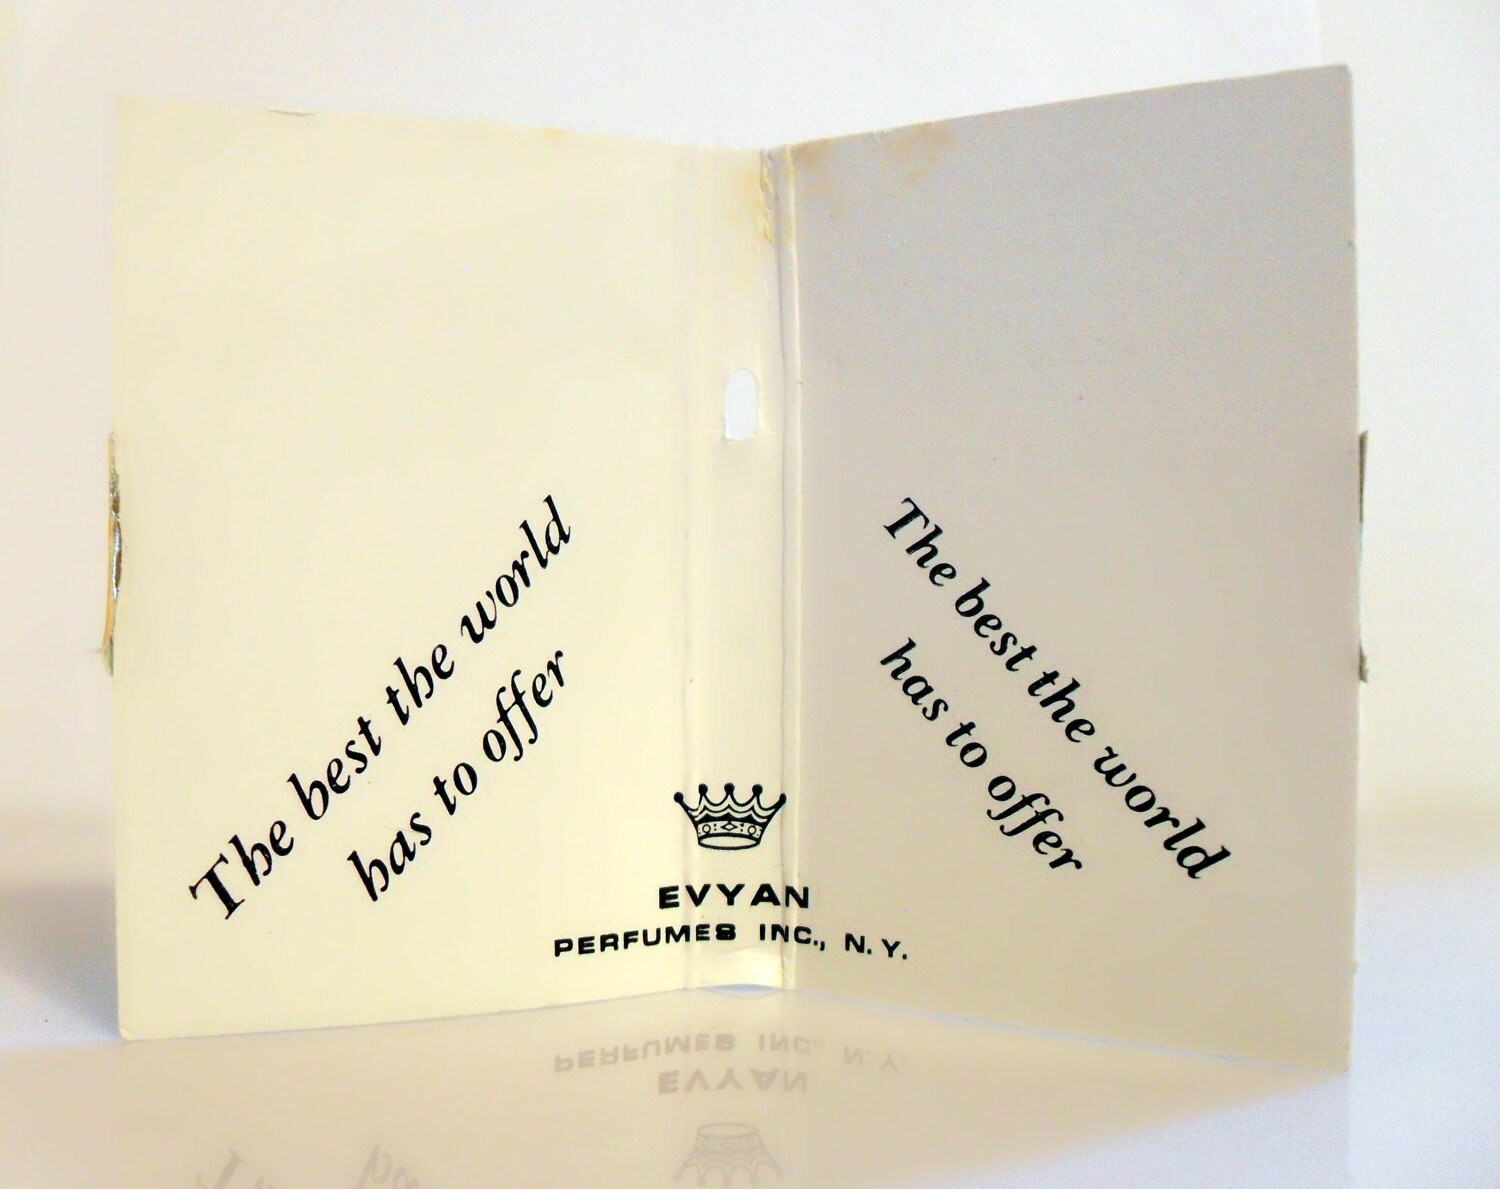 The best the world
has to offer
The best the world
has to offer
EVYAN
PERFUMES INC., N.Y.